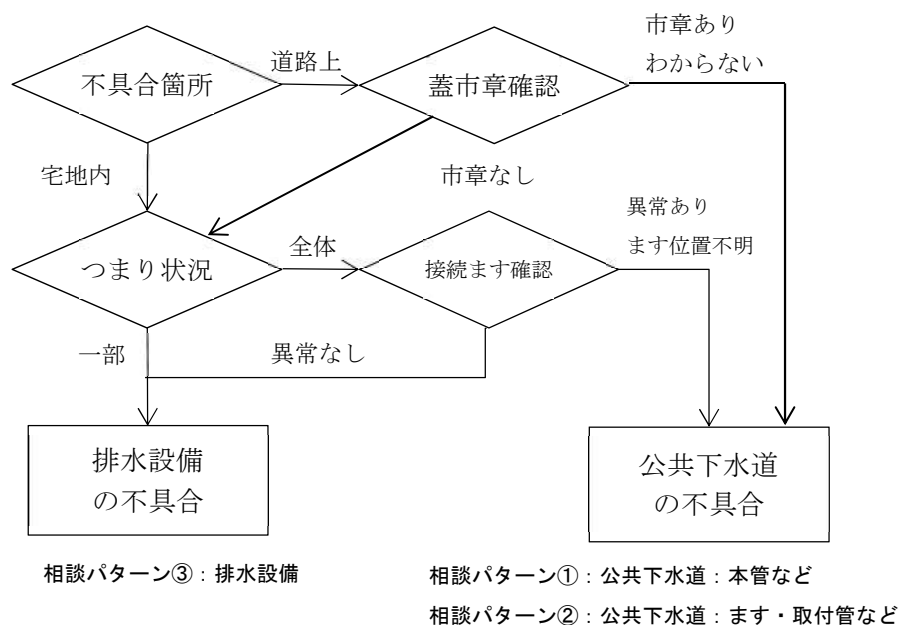 市章あり
わからない
不具合箇所
道路上
蓋市章確認
宅地内
市章なし
異常あり
ます位置不明
つまり状況
全体
接続ます確認
一部
異常なし
排水設備
の不具合
公共下水道
の不具合
相談パターン③：排水設備
相談パターン①：公共下水道：本管など
相談パターン②：公共下水道：ます・取付管など